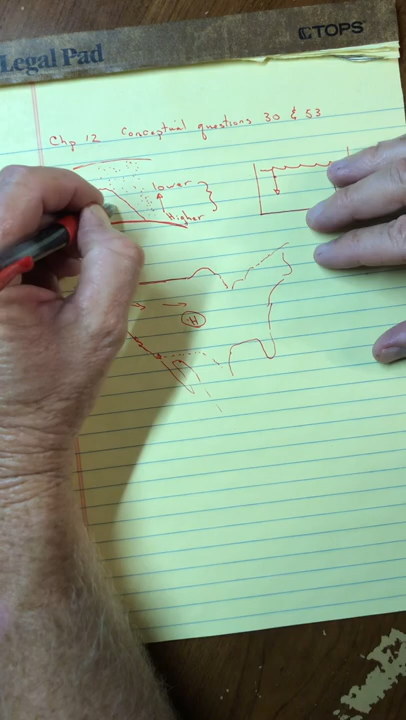 Legal Pad
TOPS
Chp 12 Conceptual questions 30 & 53
lower
Higher
H